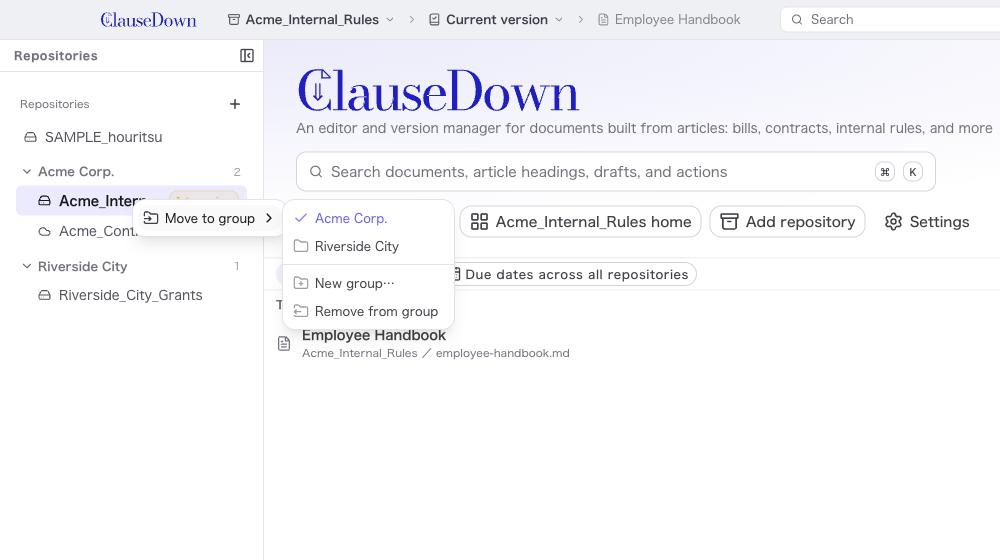 ClauseDown
Acme_Internal_Rules
Current version
Employee Handbook
Search
Repositories
Repositories
SAMPLE_houritsu
Acme Corp. 2
Riverside City 1
Riverside_City_Grants
Move to group
Acme Corp.
Riverside City
New group…
Remove from group
ClauseDown
An editor and version manager for documents built from articles: bills, contracts, internal rules, and more
Search documents, article headings, drafts, and actions ⌘ K
Acme_Internal_Rules home
Add repository
Settings
Due dates across all repositories
Employee Handbook
Acme_Internal_Rules ／ employee-handbook.md